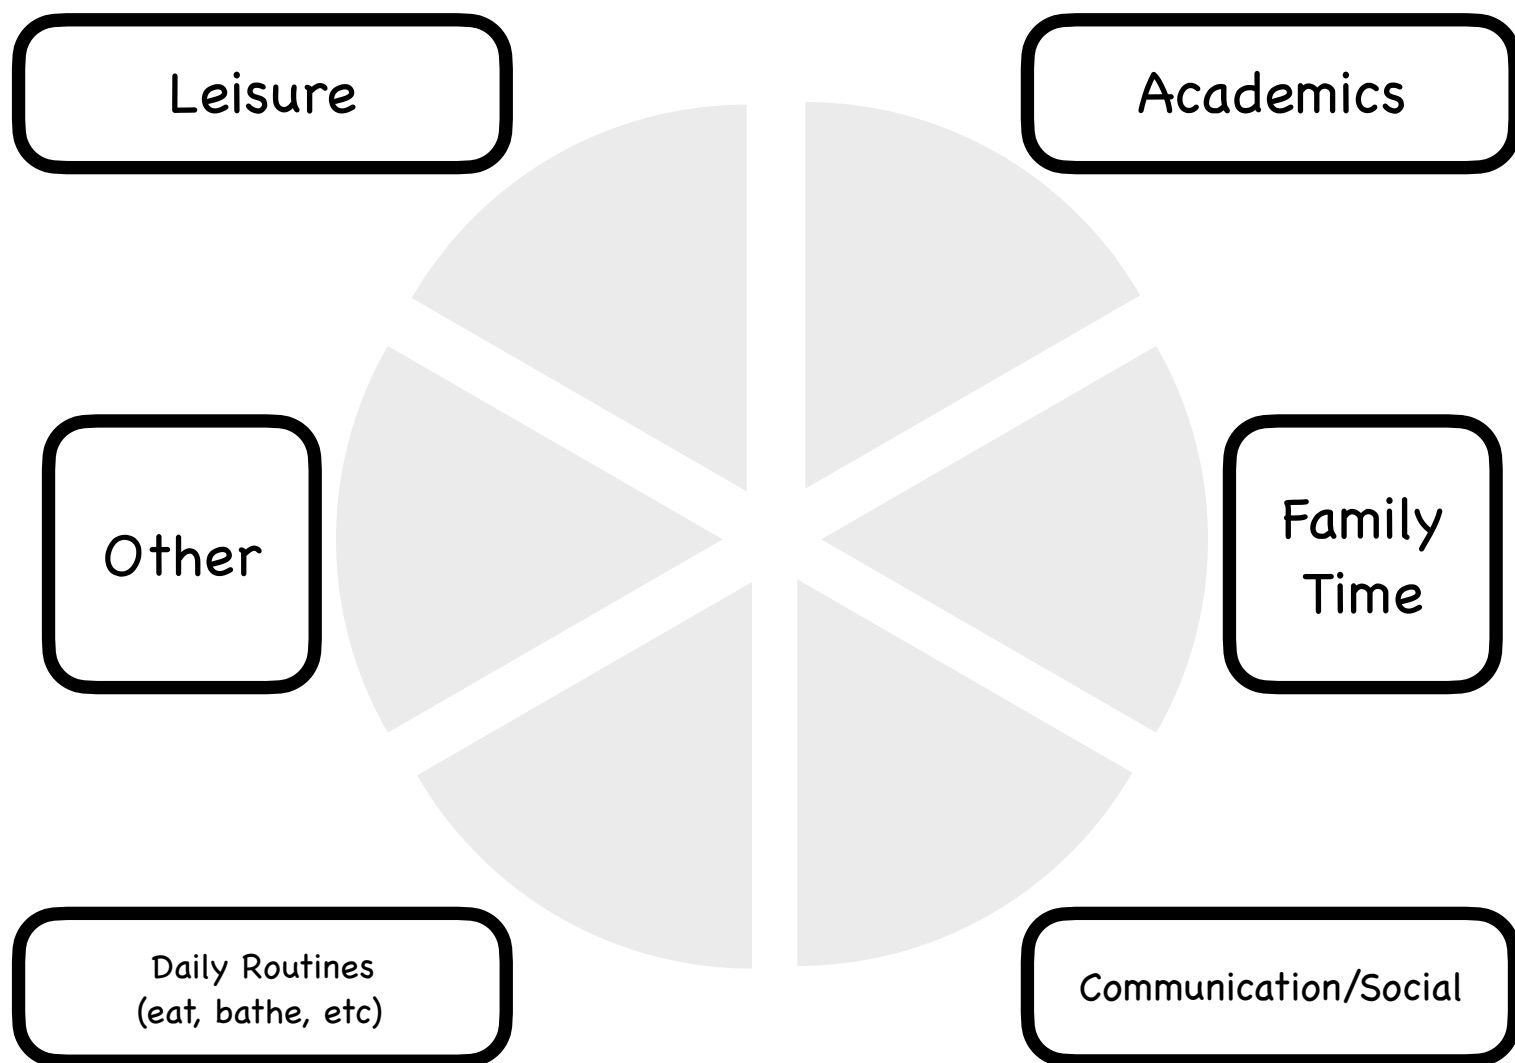 Leisure
Academics
Other
Family
Time
Daily Routines
(eat, bathe, etc)
Communication/Social